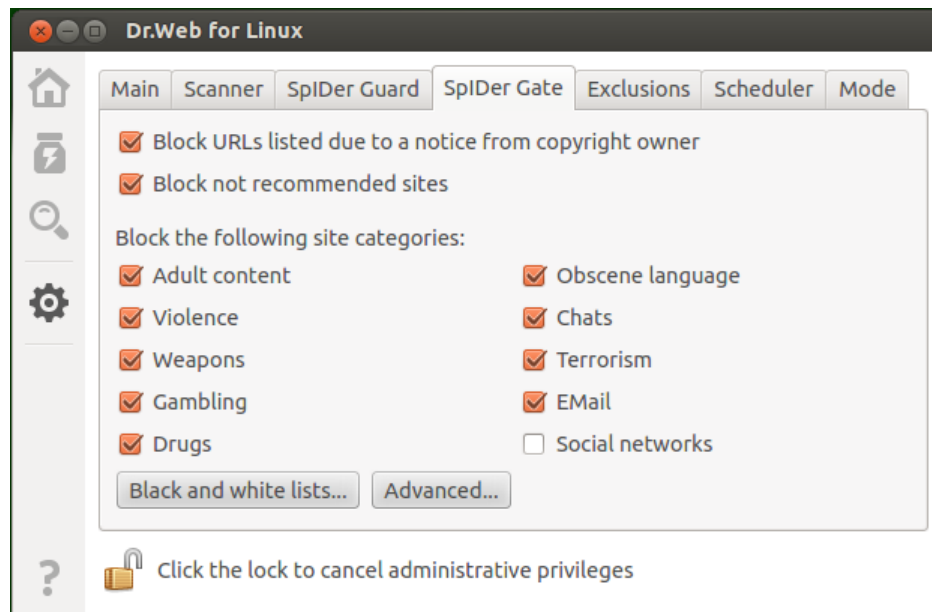 Dr.Web for Linux
Main Scanner SpIDer Guard SpIDer Gate Exclusions Scheduler Mode
Block URLs listed due to a notice from copyright owner
Block not recommended sites
Block the following site categories:
Adult content Obscene language
Violence Chats
Weapons Terrorism
Gambling EMail
Drugs Social networks
Black and white lists... Advanced...
? Click the lock to cancel administrative privileges